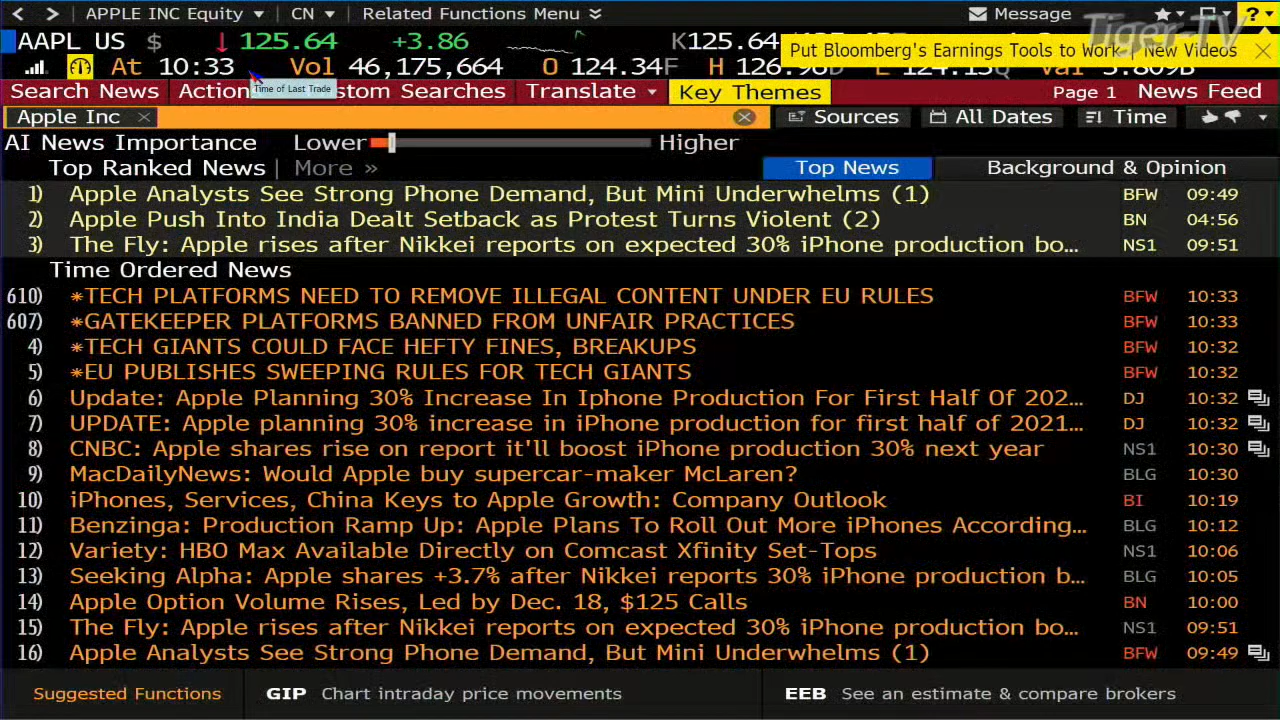 APPLE INC Equity CN Related Functions Menu Message ?
Tiger-TV
AAPL US $ ↓125.64 +3.86 K125.64
Put Bloomberg's Earnings Tools to Work | New Videos
At 10:33 Vol 46,175,664 O 124.34F H 126.96D L 124.13Q Val 5.809B
Time of Last Trade
Search News Action Custom Searches Translate Key Themes Page 1 News Feed
Apple Inc Sources All Dates Time
AI News Importance Lower Higher
Top Ranked News | More » Top News Background & Opinion
1) Apple Analysts See Strong Phone Demand, But Mini Underwhelms (1) BFW 09:49
2) Apple Push Into India Dealt Setback as Protest Turns Violent (2) BN 04:56
3) The Fly: Apple rises after Nikkei reports on expected 30% iPhone production bo... NS1 09:51
Time Ordered News
610) *TECH PLATFORMS NEED TO REMOVE ILLEGAL CONTENT UNDER EU RULES BFW 10:33
607) *GATEKEEPER PLATFORMS BANNED FROM UNFAIR PRACTICES BFW 10:33
4) *TECH GIANTS COULD FACE HEFTY FINES, BREAKUPS BFW 10:32
5) *EU PUBLISHES SWEEPING RULES FOR TECH GIANTS BFW 10:32
6) Update: Apple Planning 30% Increase In Iphone Production For First Half Of 202... DJ 10:32
7) UPDATE: Apple planning 30% increase in iPhone production for first half of 2021... DJ 10:32
8) CNBC: Apple shares rise on report it'll boost iPhone production 30% next year NS1 10:30
9) MacDailyNews: Would Apple buy supercar-maker McLaren? BLG 10:30
10) iPhones, Services, China Keys to Apple Growth: Company Outlook BI 10:19
11) Benzinga: Production Ramp Up: Apple Plans To Roll Out More iPhones According... BLG 10:12
12) Variety: HBO Max Available Directly on Comcast Xfinity Set-Tops NS1 10:06
13) Seeking Alpha: Apple shares +3.7% after Nikkei reports 30% iPhone production b... BLG 10:05
14) Apple Option Volume Rises, Led by Dec. 18, $125 Calls BN 10:00
15) The Fly: Apple rises after Nikkei reports on expected 30% iPhone production bo... NS1 09:51
16) Apple Analysts See Strong Phone Demand, But Mini Underwhelms (1) BFW 09:49
Suggested Functions GIP Chart intraday price movements EEB See an estimate & compare brokers